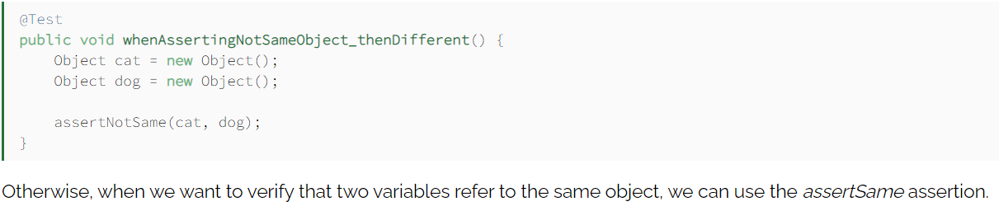 @Test
public void whenAssertingNotSameObject_thenDifferent() {
    Object cat = new Object();
    Object dog = new Object();

    assertNotSame(cat, dog);
}
Otherwise, when we want to verify that two variables refer to the same object, we can use the assertSame assertion.